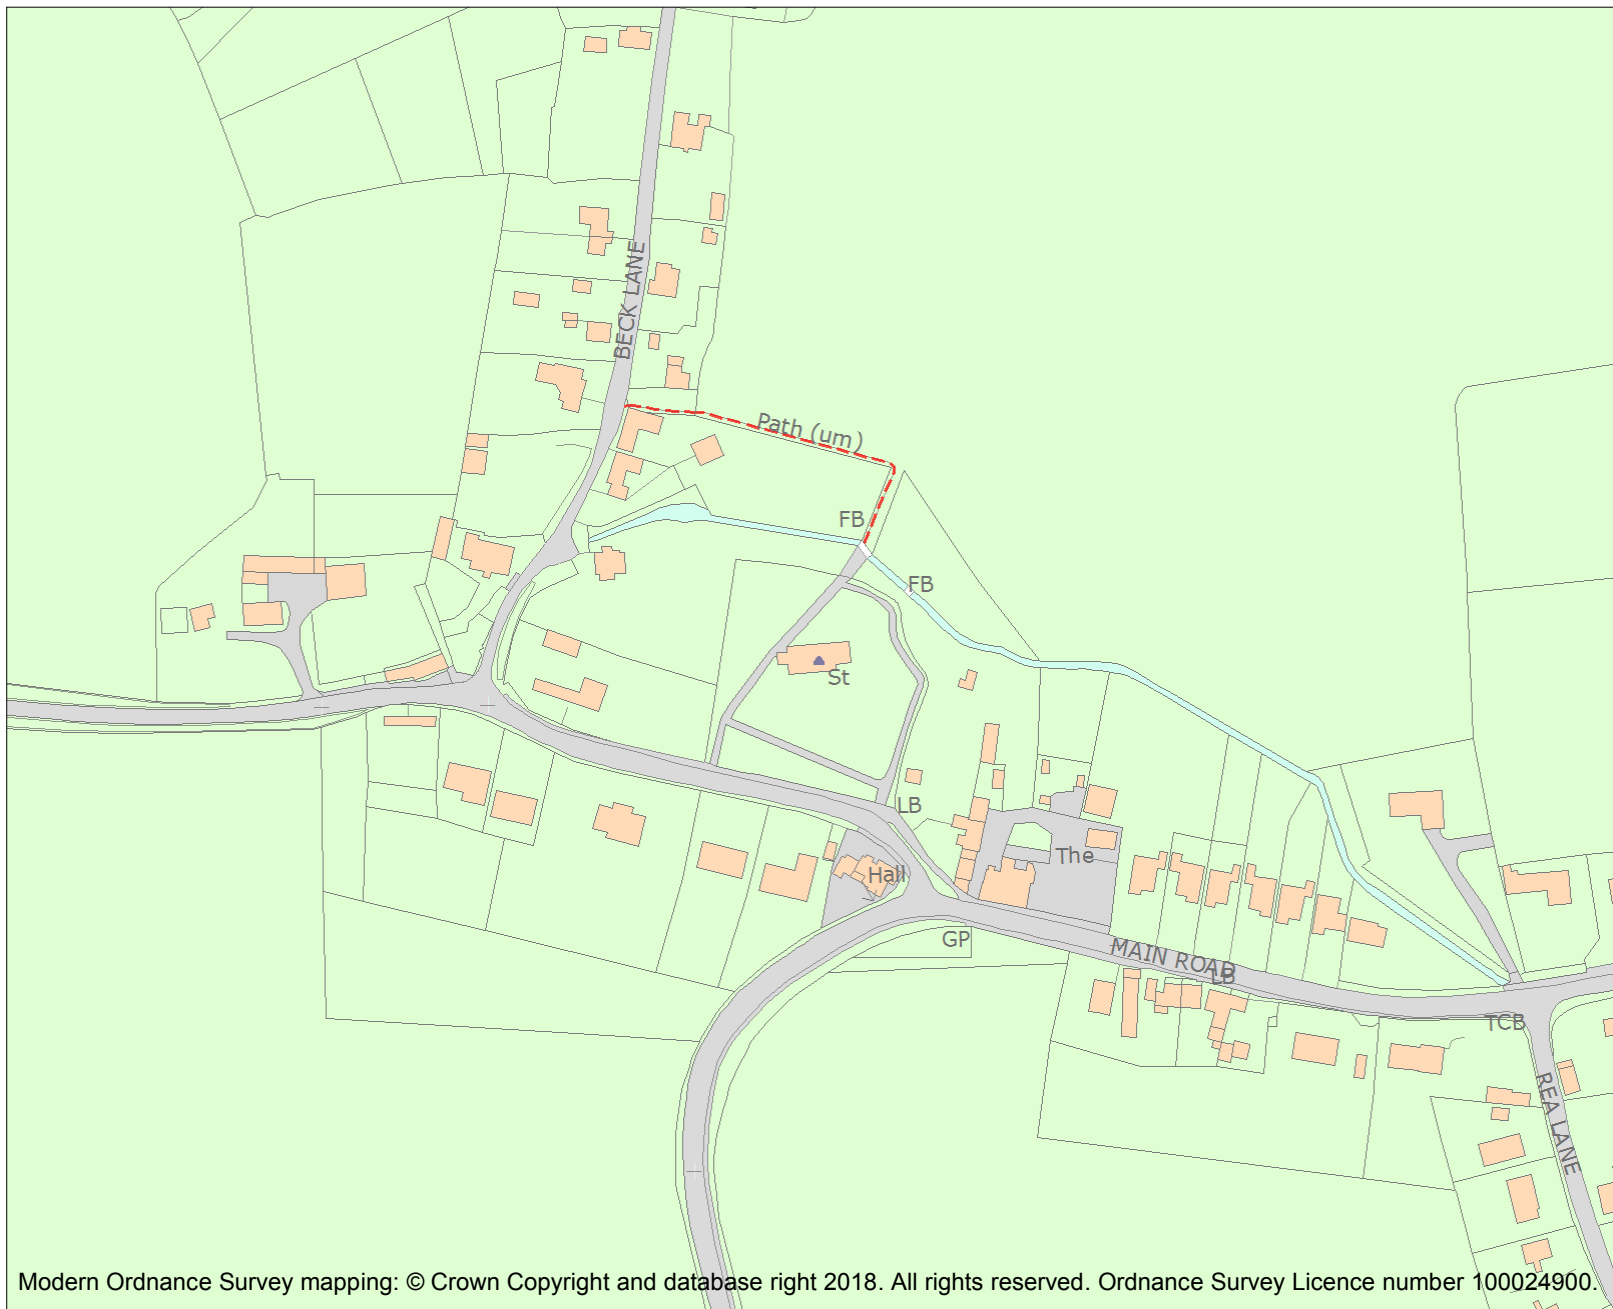 BECK LANE
Path (um)
FB
FB
St
LB
The
Hall
GP
MAIN ROAD
LB
TCB
REA LANE
Modern Ordnance Survey mapping: © Crown Copyright and database right 2018. All rights reserved. Ordnance Survey Licence number 100024900.